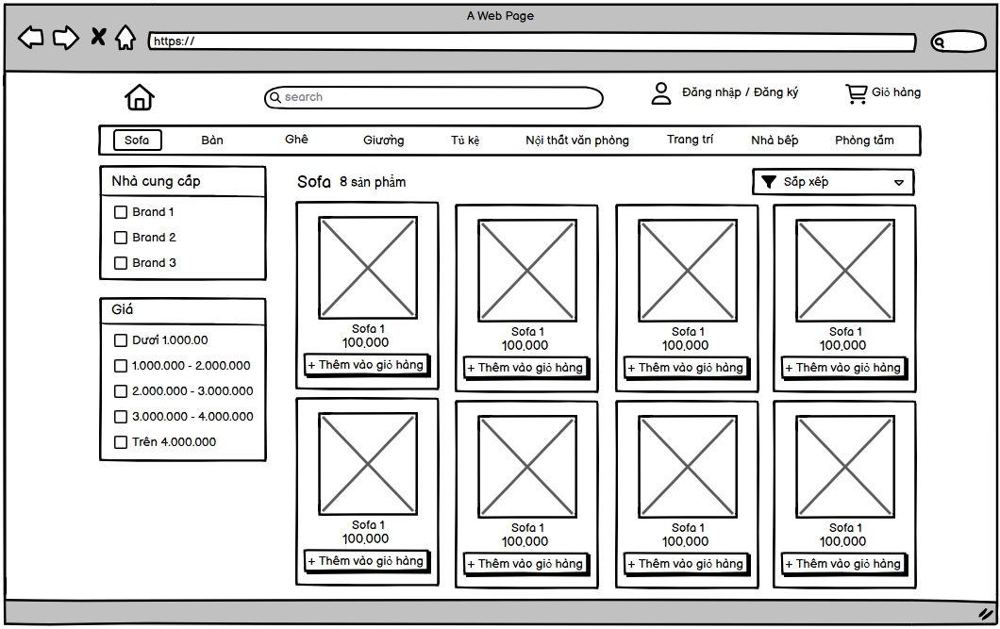 A Web Page
https://
search
Đăng nhập / Đăng ký
Giỏ hàng
Sofa
Bàn
Ghế
Giường
Tủ kệ
Nội thất văn phòng
Trang trí
Nhà bếp
Phòng tắm
Nhà cung cấp
Brand 1
Brand 2
Brand 3
Giá
Dươi 1.000.00
1.000.000 - 2.000.000
2.000.000 - 3.000.000
3.000.000 - 4.000.000
Trên 4.000.000
Sofa 8 sản phẩm
Sắp xếp
Sofa 1
100,000
+ Thêm vào giỏ hàng
Sofa 1
100,000
+ Thêm vào giỏ hàng
Sofa 1
100,000
+ Thêm vào giỏ hàng
Sofa 1
100,000
+ Thêm vào giỏ hàng
Sofa 1
100,000
+ Thêm vào giỏ hàng
Sofa 1
100,000
+ Thêm vào giỏ hàng
Sofa 1
100,000
+ Thêm vào giỏ hàng
Sofa 1
100,000
+ Thêm vào giỏ hàng